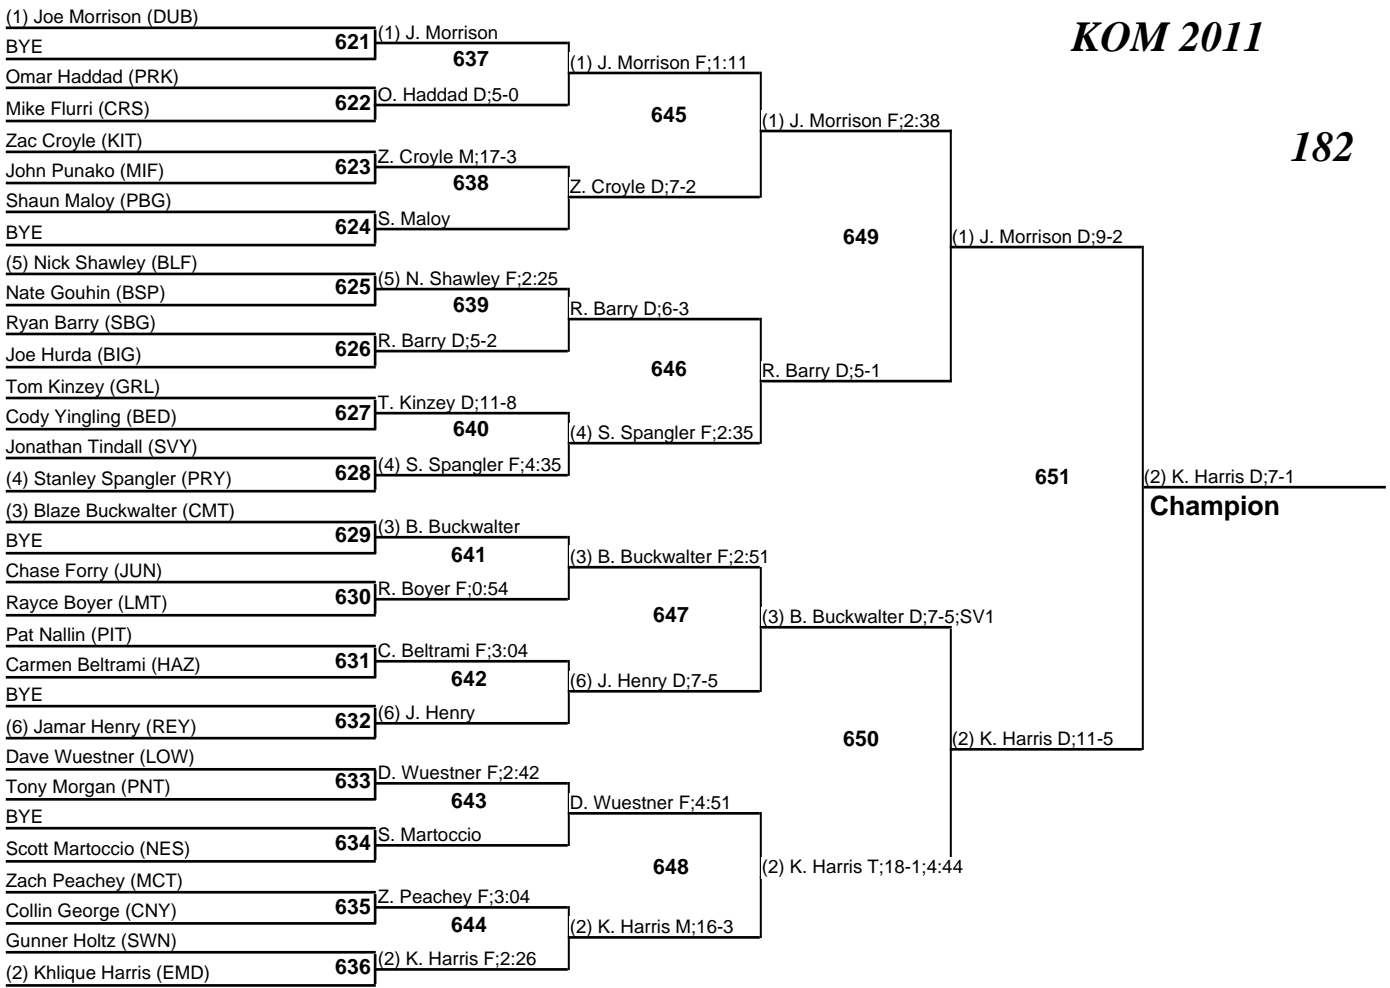 KOM 2011
182
(1) Joe Morrison (DUB)
BYE
Omar Haddad (PRK)
Mike Flurri (CRS)
Zac Croyle (KIT)
John Punako (MIF)
Shaun Maloy (PBG)
BYE
(5) Nick Shawley (BLF)
Nate Gouhin (BSP)
Ryan Barry (SBG)
Joe Hurda (BIG)
Tom Kinzey (GRL)
Cody Yingling (BED)
Jonathan Tindall (SVY)
(4) Stanley Spangler (PRY)
(3) Blaze Buckwalter (CMT)
BYE
Chase Forry (JUN)
Rayce Boyer (LMT)
Pat Nallin (PIT)
Carmen Beltrami (HAZ)
BYE
(6) Jamar Henry (REY)
Dave Wuestner (LOW)
Tony Morgan (PNT)
BYE
Scott Martoccio (NES)
Zach Peachey (MCT)
Collin George (CNY)
Gunner Holtz (SWN)
(2) Khlique Harris (EMD)
621
622
623
624
625
626
627
628
629
630
631
632
633
634
635
636
(1) J. Morrison
637
O. Haddad D;5-0
Z. Croyle M;17-3
638
S. Maloy
(5) N. Shawley F;2:25
639
R. Barry D;5-2
T. Kinzey D;11-8
640
(4) S. Spangler F;4:35
(3) B. Buckwalter
641
R. Boyer F;0:54
C. Beltrami F;3:04
642
(6) J. Henry
D. Wuestner F;2:42
643
S. Martoccio
Z. Peachey F;3:04
644
(2) K. Harris F;2:26
(1) J. Morrison F;1:11
645
Z. Croyle D;7-2
R. Barry D;6-3
646
(4) S. Spangler F;2:35
(3) B. Buckwalter F;2:51
647
(6) J. Henry D;7-5
D. Wuestner F;4:51
648
(2) K. Harris M;16-3
(1) J. Morrison F;2:38
649
R. Barry D;5-1
(3) B. Buckwalter D;7-5;SV1
650
(2) K. Harris T;18-1;4:44
(1) J. Morrison D;9-2
651
(2) K. Harris D;11-5
(2) K. Harris D;7-1
Champion